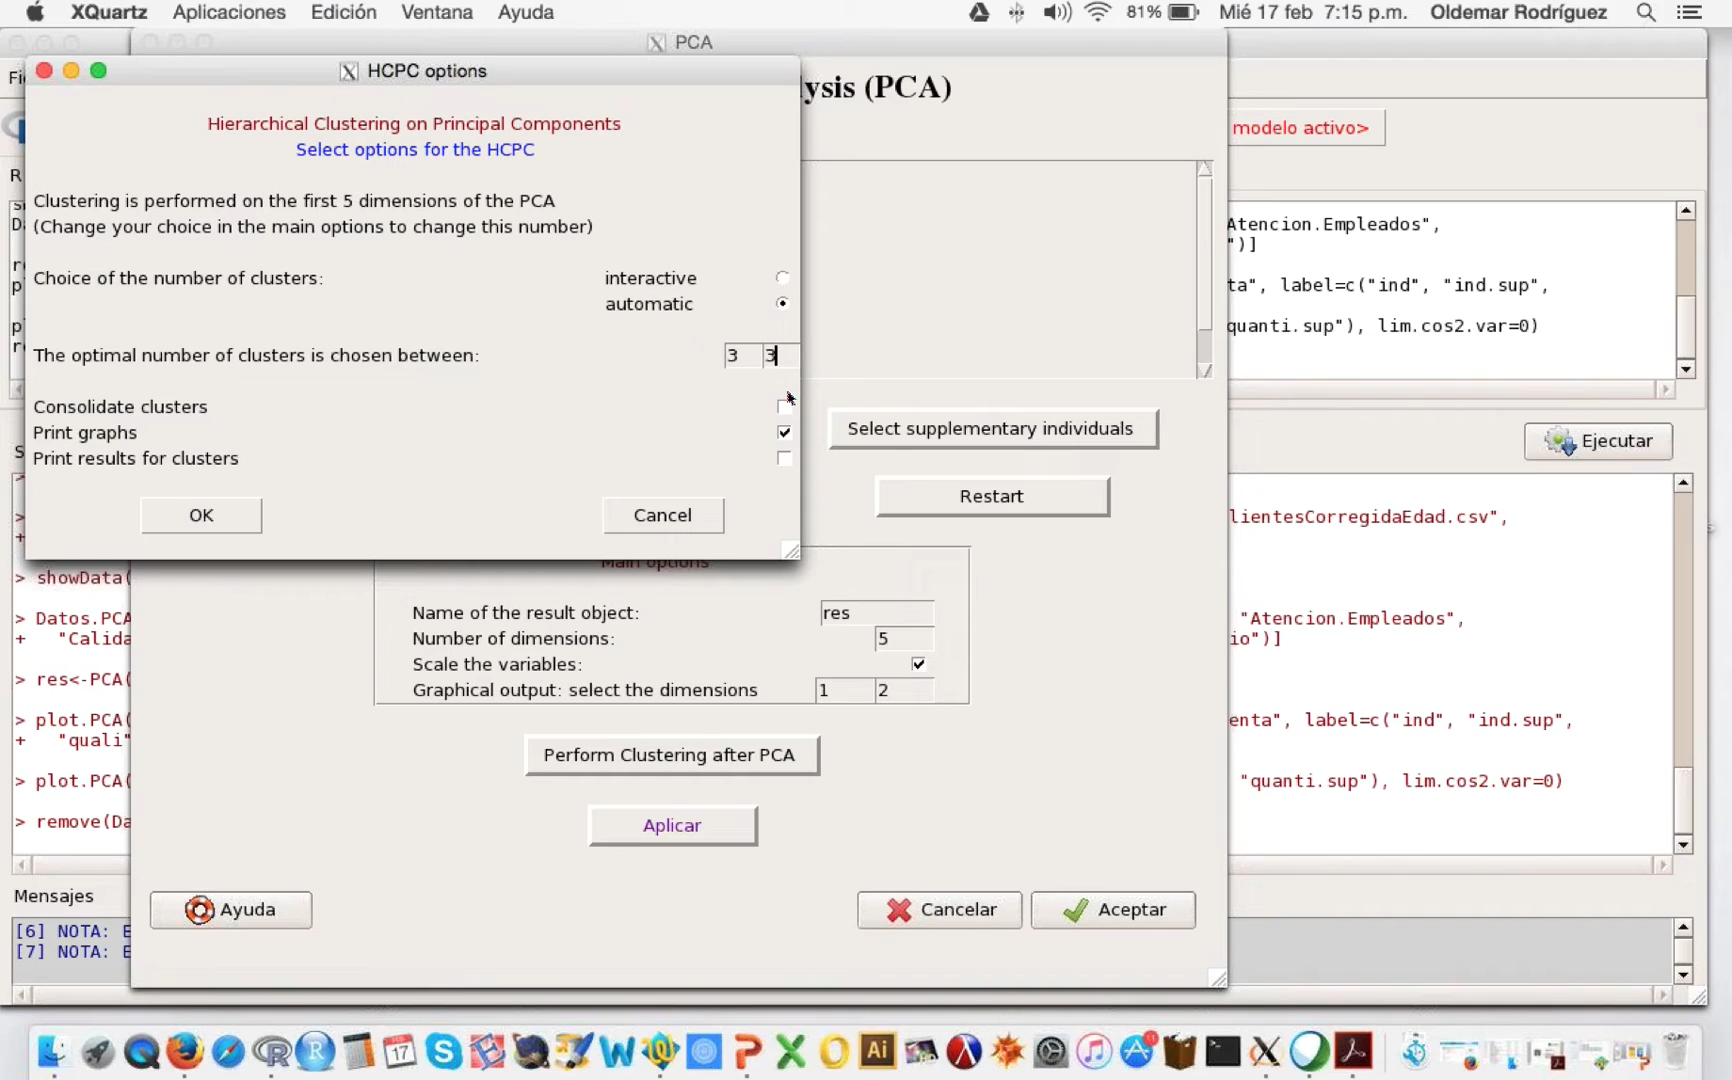 XQuartz Aplicaciones Edición Ventana Ayuda 81% Mié 17 feb 7:15 p.m. Oldemar Rodríguez
PCA
HCPC options
lysis (PCA)
Hierarchical Clustering on Principal Components
Select options for the HCPC
modelo activo>
Clustering is performed on the first 5 dimensions of the PCA
(Change your choice in the main options to change this number)
Atencion.Empleados",
")]
Choice of the number of clusters: interactive
automatic
ta", label=c("ind", "ind.sup",
quanti.sup"), lim.cos2.var=0)
The optimal number of clusters is chosen between: 3 3
Consolidate clusters
Print graphs
Print results for clusters
OK Cancel
Select supplementary individuals
Restart
Ejecutar
lientesCorregidaEdad.csv",
Main options
> showData(
> Datos.PCA
+ "Calida
"Atencion.Empleados",
io")]
Name of the result object: res
Number of dimensions: 5
Scale the variables:
Graphical output: select the dimensions 1 2
> res<-PCA(
> plot.PCA(
+ "quali"
enta", label=c("ind", "ind.sup",
> plot.PCA(
"quanti.sup"), lim.cos2.var=0)
> remove(Da
Perform Clustering after PCA
Aplicar
Mensajes
[6] NOTA: E
[7] NOTA: E
Ayuda Cancelar Aceptar
17
Ai
1